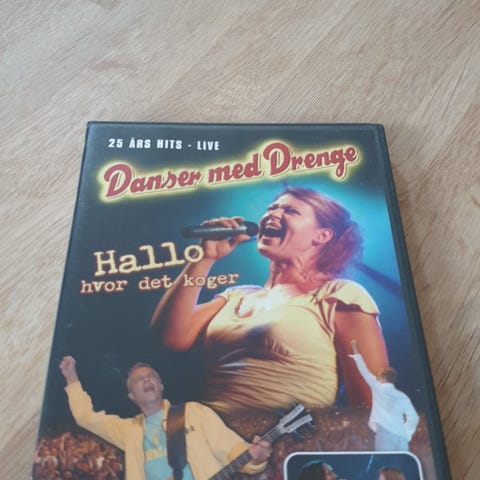 25 ÅRS HITS · LIVE
Danser med Drenge
Hallo
hvor det koger